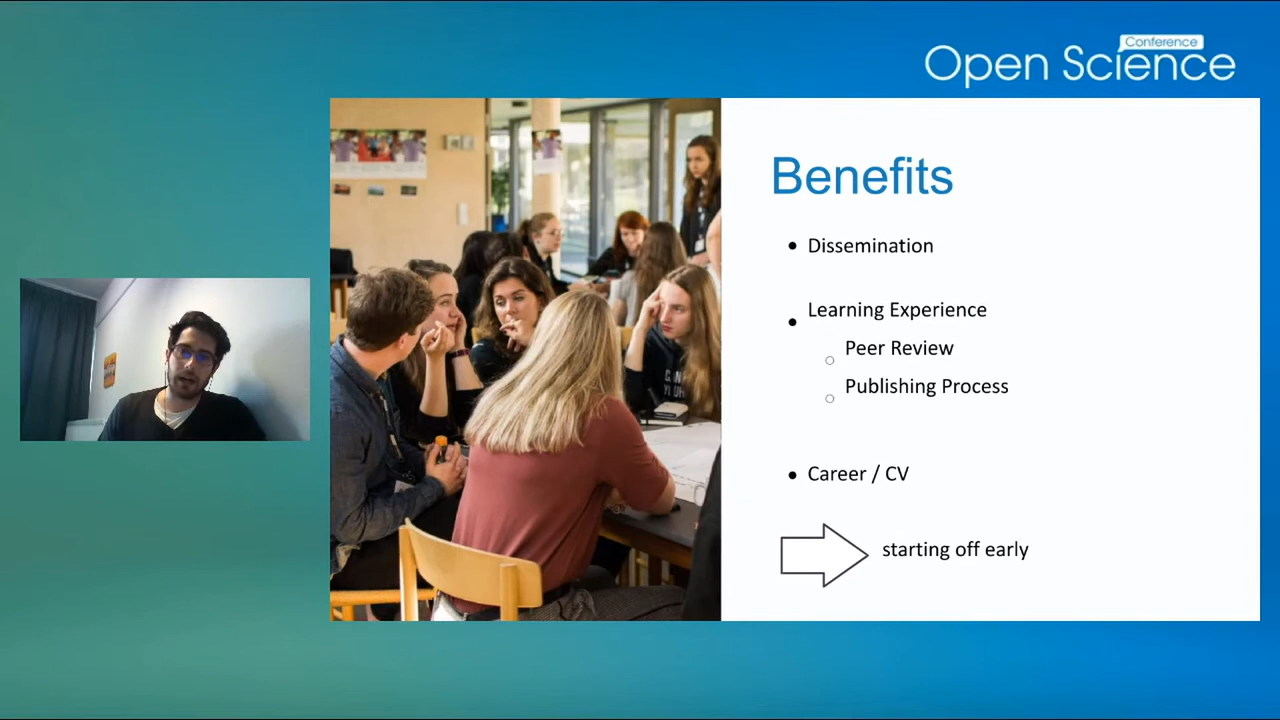 Conference
Open Science
Benefits
Dissemination
Learning Experience
Peer Review
Publishing Process
Career / CV
starting off early